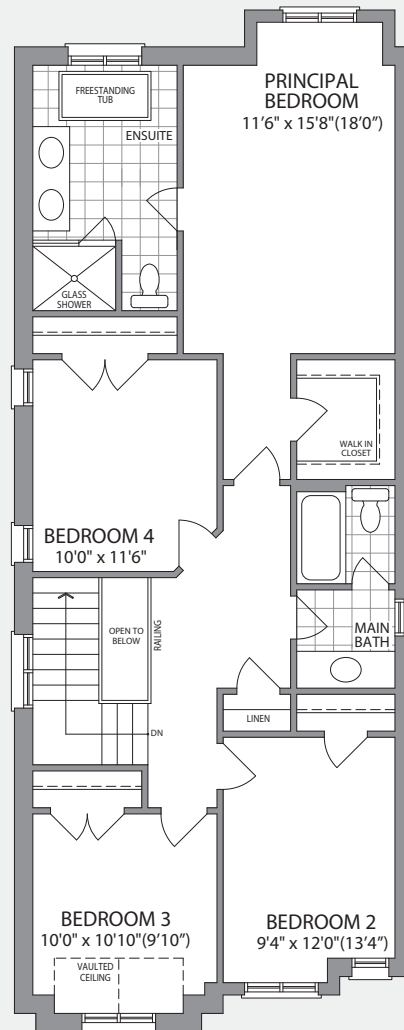 FREESTANDING
TUB
ENSUITE
PRINCIPAL
BEDROOM
11'6" x 15'8"(18'0")
GLASS
SHOWER
WALK IN
CLOSET
BEDROOM 4
10'0" x 11'6"
OPEN TO
BELOW
RAILING
MAIN
BATH
LINEN
DN
BEDROOM 3
10'0" x 10'10"(9'10")
VAULTED
CEILING
BEDROOM 2
9'4" x 12'0"(13'4")